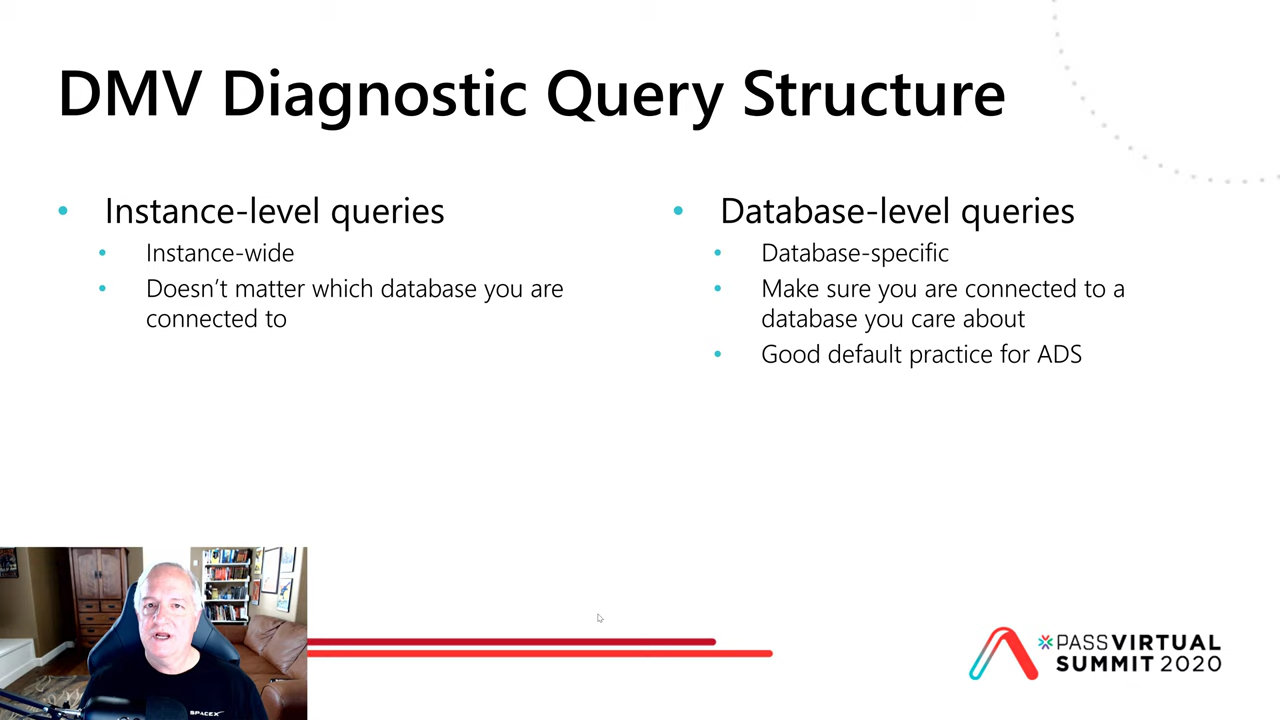 DMV Diagnostic Query Structure
• Instance-level queries
• Instance-wide
• Doesn’t matter which database you are
connected to
• Database-level queries
• Database-specific
• Make sure you are connected to a
database you care about
• Good default practice for ADS
SPACEX
PASS VIRTUAL
SUMMIT 2020